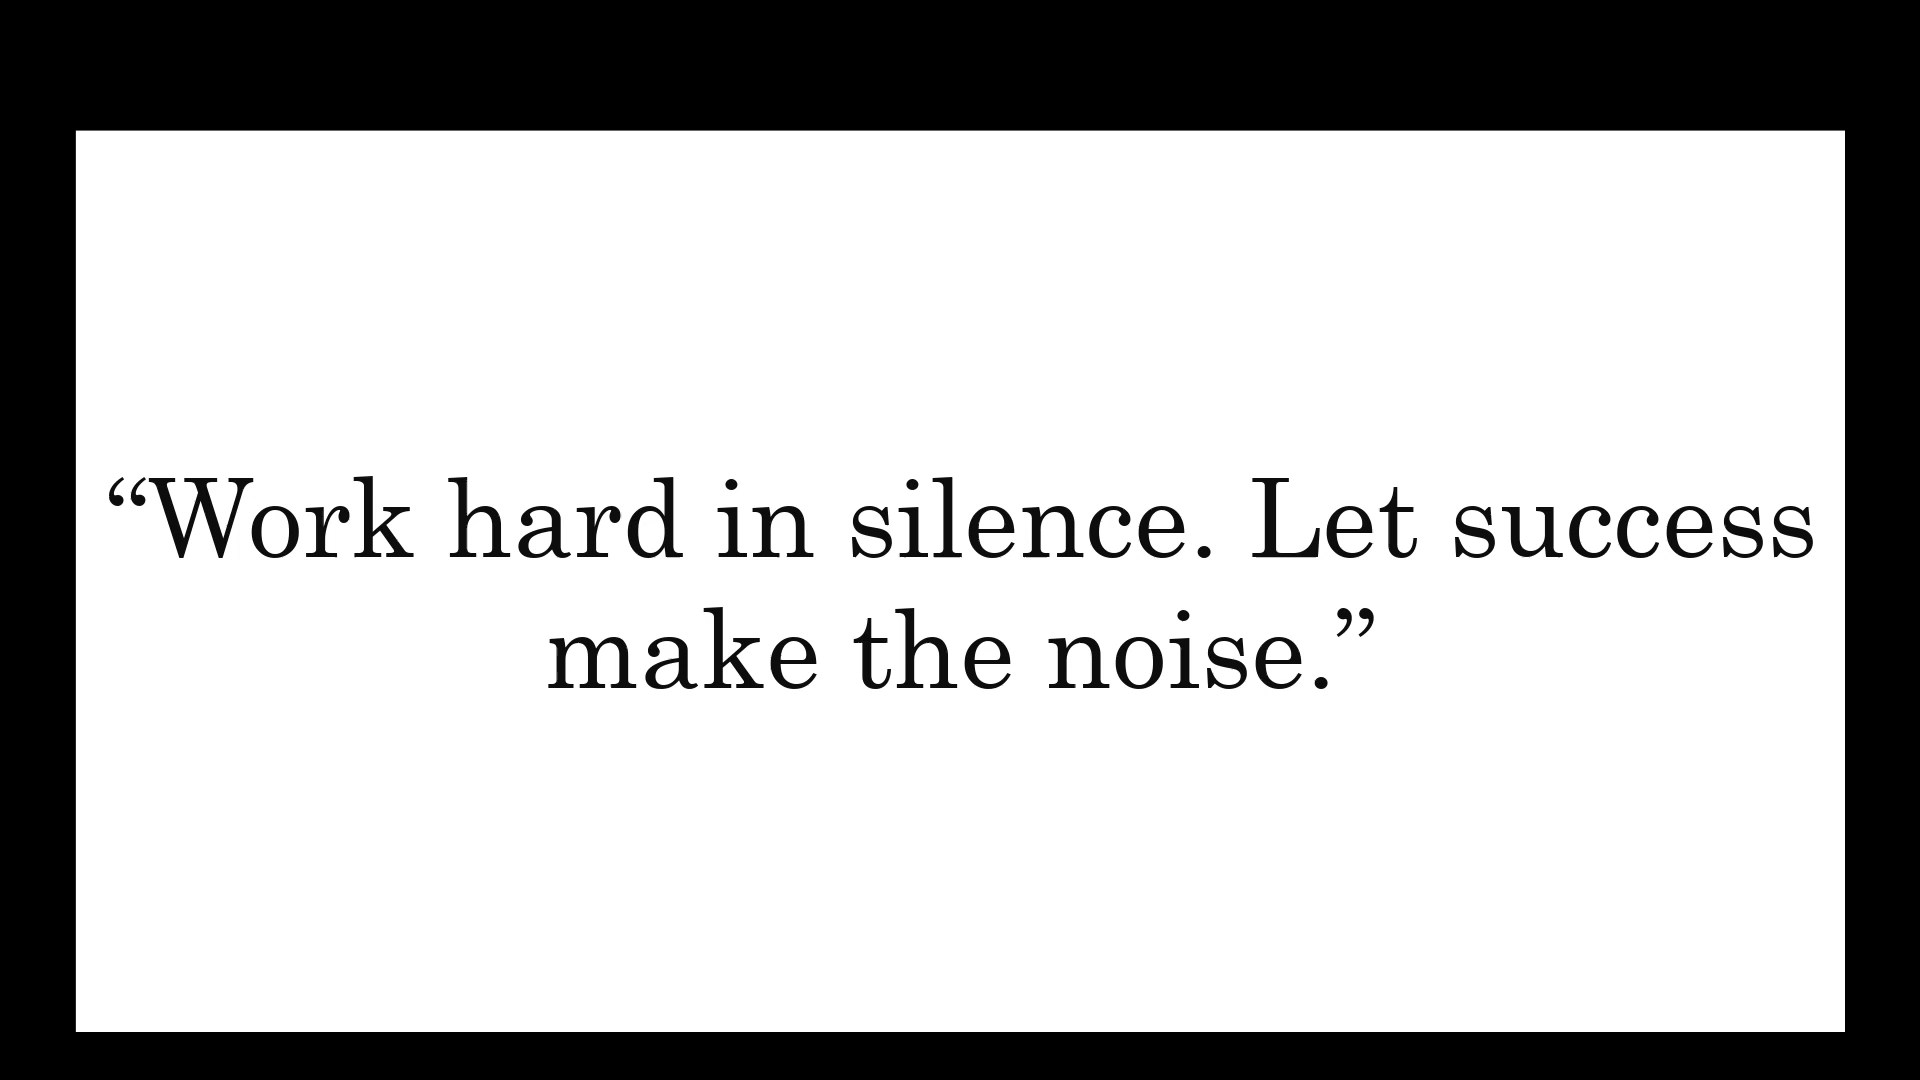 “Work hard in silence. Let success
make the noise.”